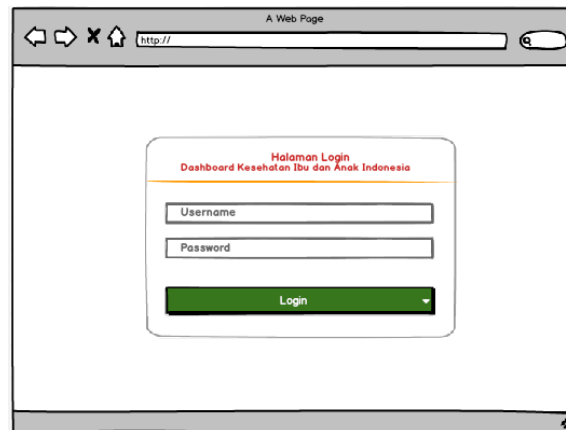 A Web Page
http://
Halaman Login
Dashboard Kesehatan Ibu dan Anak Indonesia
Username
Password
Login